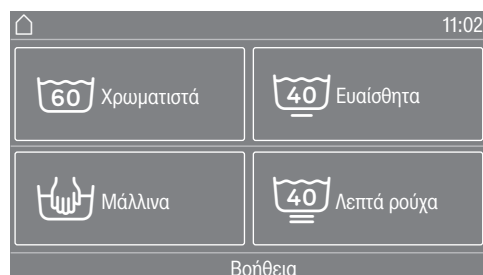 11:02
60 Χρωματιστά
40 Ευαίσθητα
Μάλλινα
40 Λεπτά ρούχα
Βοήθεια